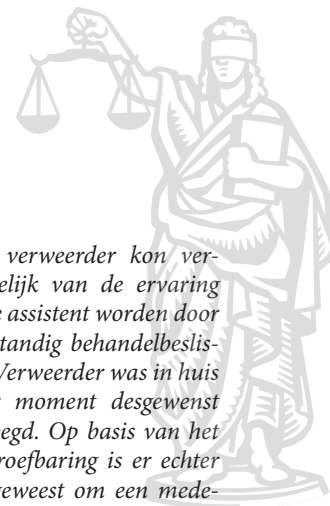 verweerder kon ver-
elijk van de ervaring
e assistent worden door
tandig behandelbeslis-
Verweerder was in huis
moment desgewenst
egd. Op basis van het
roefbaring is er echter
eweest om een mede-